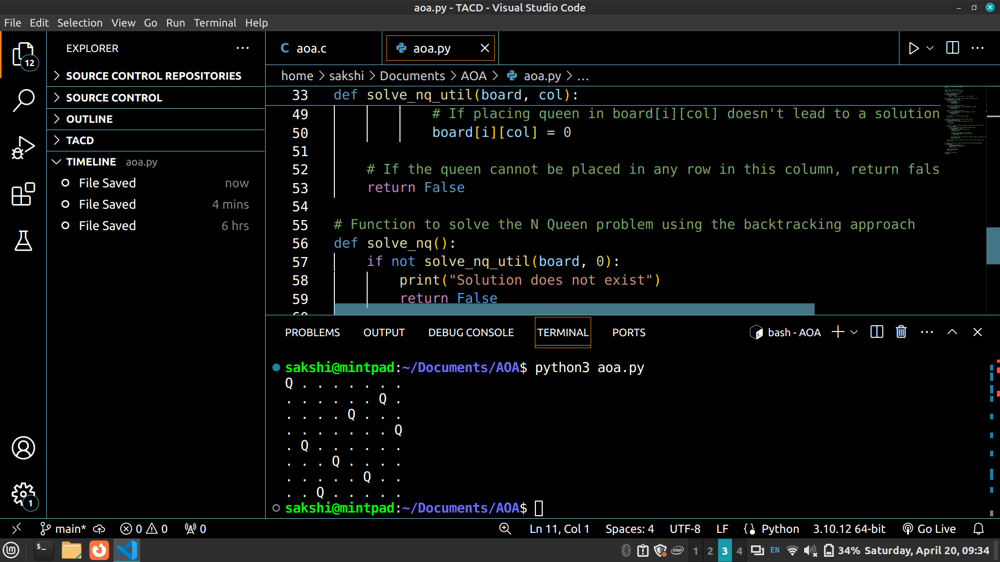 aoa.py - TACD - Visual Studio Code
File Edit Selection View Go Run Terminal Help
12
EXPLORER
SOURCE CONTROL REPOSITORIES
SOURCE CONTROL
OUTLINE
TACD
TIMELINE aoa.py
File Saved now
File Saved 4 mins
File Saved 6 hrs
1
C aoa.c
aoa.py
home > sakshi > Documents > AOA > aoa.py > ...
33 def solve_nq_util(board, col):
49 # If placing queen in board[i][col] doesn't lead to a solution
50 board[i][col] = 0
51
52 # If the queen cannot be placed in any row in this column, return fals
53 return False
54
55 # Function to solve the N Queen problem using the backtracking approach
56 def solve_nq():
57 if not solve_nq_util(board, 0):
58 print("Solution does not exist")
59 return False
PROBLEMS OUTPUT DEBUG CONSOLE TERMINAL PORTS
bash - AOA
sakshi@mintpad:~/Documents/AOA$ python3 aoa.py
Q . . . . . . .
. . . . . . Q .
. . . . Q . . .
. . . . . . . Q
. Q . . . . . .
. . . Q . . . .
. . . . . Q . .
. . Q . . . . .
sakshi@mintpad:~/Documents/AOA$
main* 0 0 0 Ln 11, Col 1 Spaces: 4 UTF-8 LF Python 3.10.12 64-bit Go Live
intel 1 2 3 4 EN 34% Saturday, April 20, 09:34